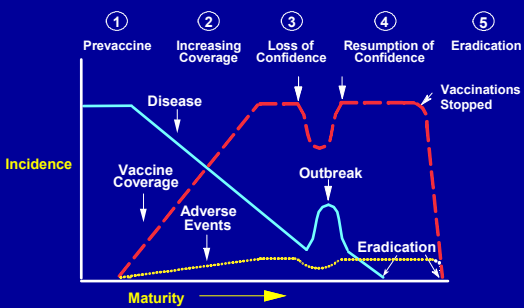 1 2 3 4 5
Prevaccine Increasing Coverage Loss of Confidence Resumption of Confidence Eradication
Vaccinations
Stopped
Disease
Incidence
Vaccine
Coverage
Outbreak
Adverse
Events
Eradication
Maturity